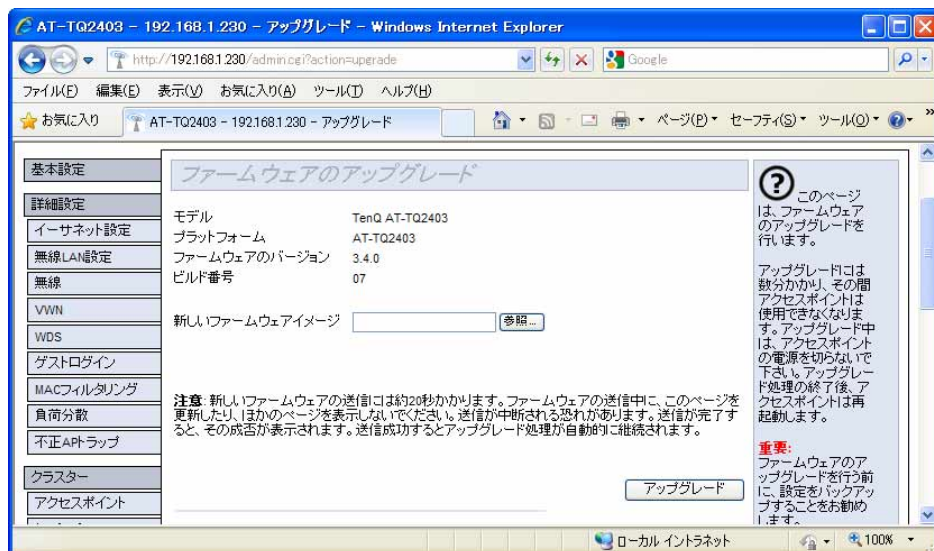 AT-TQ2403 - 192.168.1.230 - アップグレード - Windows Internet Explorer
http://192.168.1.230/admin.cgi?action=upgrade
Google
ファイル(F) 編集(E) 表示(V) お気に入り(A) ツール(T) ヘルプ(H)
お気に入り
AT-TQ2403 - 192.168.1.230 - アップグレード
ページ(P) セーフティ(S) ツール(O)
基本設定
詳細設定
イーサネット設定
無線LAN設定
無線
VWN
WDS
ゲストログイン
MACフィルタリング
負荷分散
不正APトラップ
クラスター
アクセスポイント
ファームウェアのアップグレード
モデル TenQ AT-TQ2403
プラットフォーム AT-TQ2403
ファームウェアのバージョン 3.4.0
ビルド番号 07
新しいファームウェアイメージ 参照...
注意: 新しいファームウェアの送信には約20秒かかります。ファームウェアの送信中に、このページを
更新したり、ほかのページを表示しないでください。送信が中断される恐れがあります。送信が完了す
ると、その成否が表示されます。送信成功するとアップグレード処理が自動的に継続されます。
アップグレード
? このページ
は、ファームウェア
のアップグレードを
行います。
アップグレードには
数分かかり、その間
アクセスポイントは
使用できなくなりま
す。アップグレード中
は、アクセスポイント
の電源を切らないで
下さい。アップグレー
ド処理の終了後、ア
クセスポイントは再
起動します。
重要:
ファームウェアのア
ップグレードを行う前
に、設定をバックアッ
プすることをお勧め
します。
ローカル イントラネット
100%